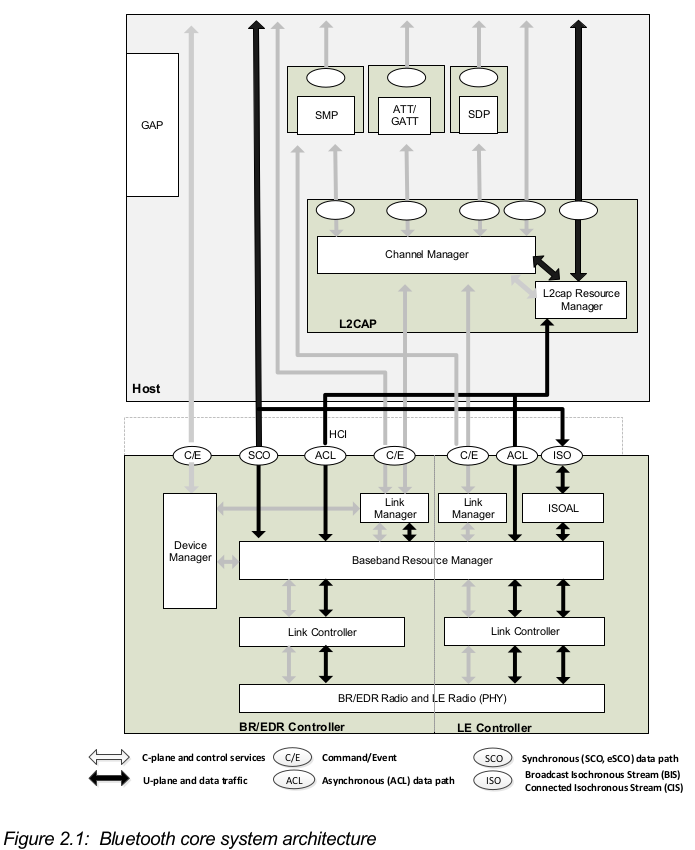 GAP
SMP
ATT/
GATT
SDP
Channel Manager
L2cap Resource
Manager
L2CAP
Host
HCI
C/E
SCO
ACL
C/E
C/E
ACL
ISO
Link
Manager
Link
Manager
ISOAL
Device
Manager
Baseband Resource Manager
Link Controller
Link Controller
BR/EDR Radio and LE Radio (PHY)
BR/EDR Controller
LE Controller
C-plane and control services
C/E
Command/Event
SCO
Synchronous (SCO, eSCO) data path
U-plane and data traffic
ACL
Asynchronous (ACL) data path
ISO
Broadcast Isochronous Stream (BIS)
Connected Isochronous Stream (CIS)
Figure 2.1: Bluetooth core system architecture